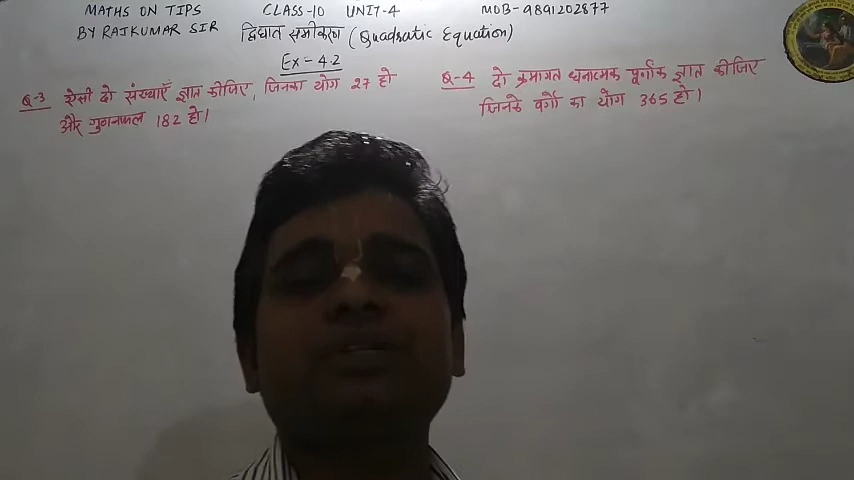 MATHS ON TIPS CLASS-10 UNIT-4 MOB-9891202877
BY RAJKUMAR SIR द्विघात समीकरण (Quadratic Equation)
Ex-4.2
Q-3 ऐसी दो संख्याएँ ज्ञात कीजिए, जिनका योग 27 हो
और गुणनफल 182 हो।
Q-4 दो क्रमागत धनात्मक पूर्णांक ज्ञात कीजिए
जिनके वर्गों का योग 365 हो।